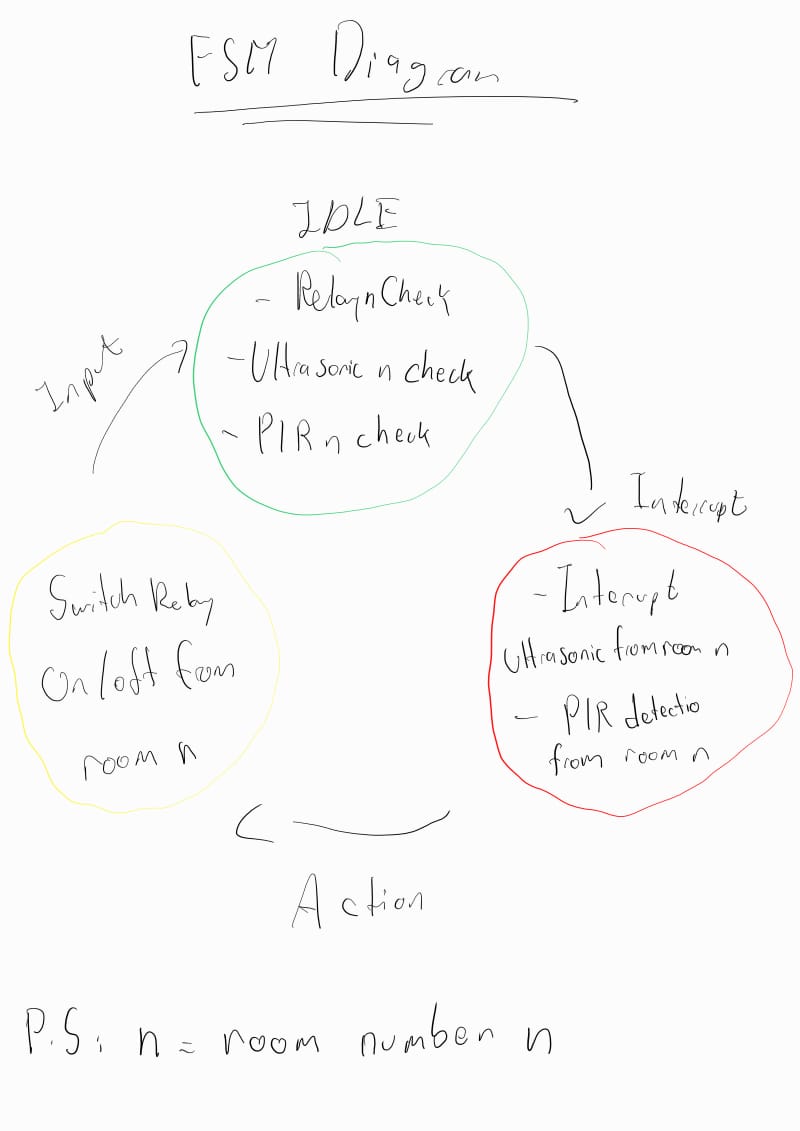 FSM Diagram
IDLE
- Relay n Check
- Ultrasonic n check
- PIR n check
Input
Interrupt
- Interupt
Ultrasonic from room n
- PIR detectio
from room n
Switch Relay
On/off from
room n
Action
P.S: n = room number n